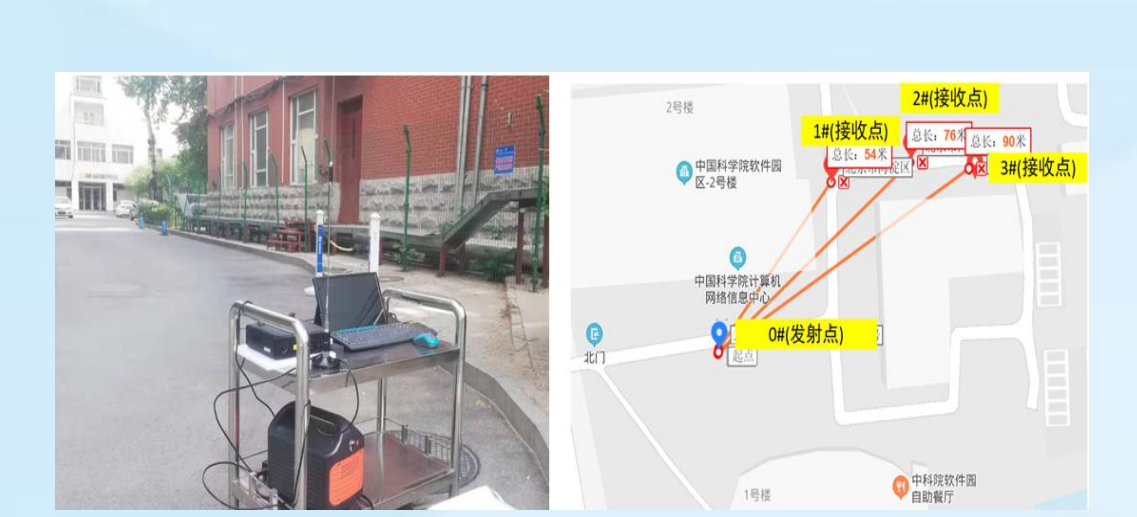 2号楼
2#(接收点)
1#(接收点)
总长：76米
总长：90米
总长：54米
3#(接收点)
中国科学院软件园
区-2号楼
中国科学院计算机
网络信息中心
0#(发射点)
起点
北门
1号楼
中科院软件园
自助餐厅